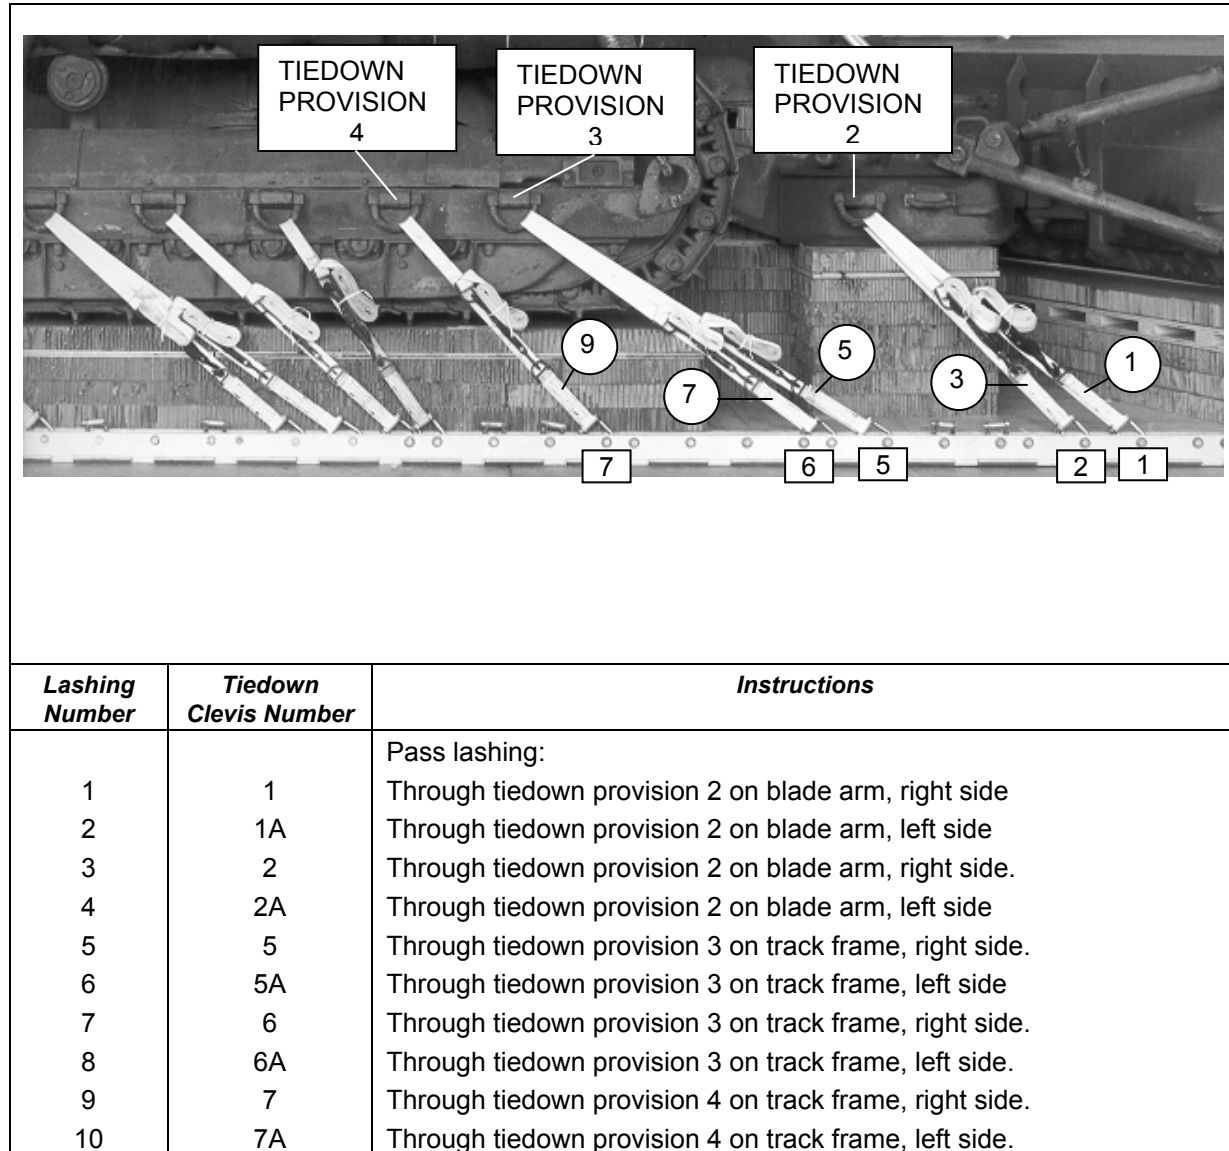 TIEDOWN
PROVISION
4
TIEDOWN
PROVISION
3
TIEDOWN
PROVISION
2
9
5
1
3
7
7
6
5
2
1
Lashing Number Tiedown Clevis Number Instructions
Pass lashing:
1 1 Through tiedown provision 2 on blade arm, right side
2 1A Through tiedown provision 2 on blade arm, left side
3 2 Through tiedown provision 2 on blade arm, right side.
4 2A Through tiedown provision 2 on blade arm, left side
5 5 Through tiedown provision 3 on track frame, right side.
6 5A Through tiedown provision 3 on track frame, left side
7 6 Through tiedown provision 3 on track frame, right side.
8 6A Through tiedown provision 3 on track frame, left side.
9 7 Through tiedown provision 4 on track frame, right side.
10 7A Through tiedown provision 4 on track frame, left side.